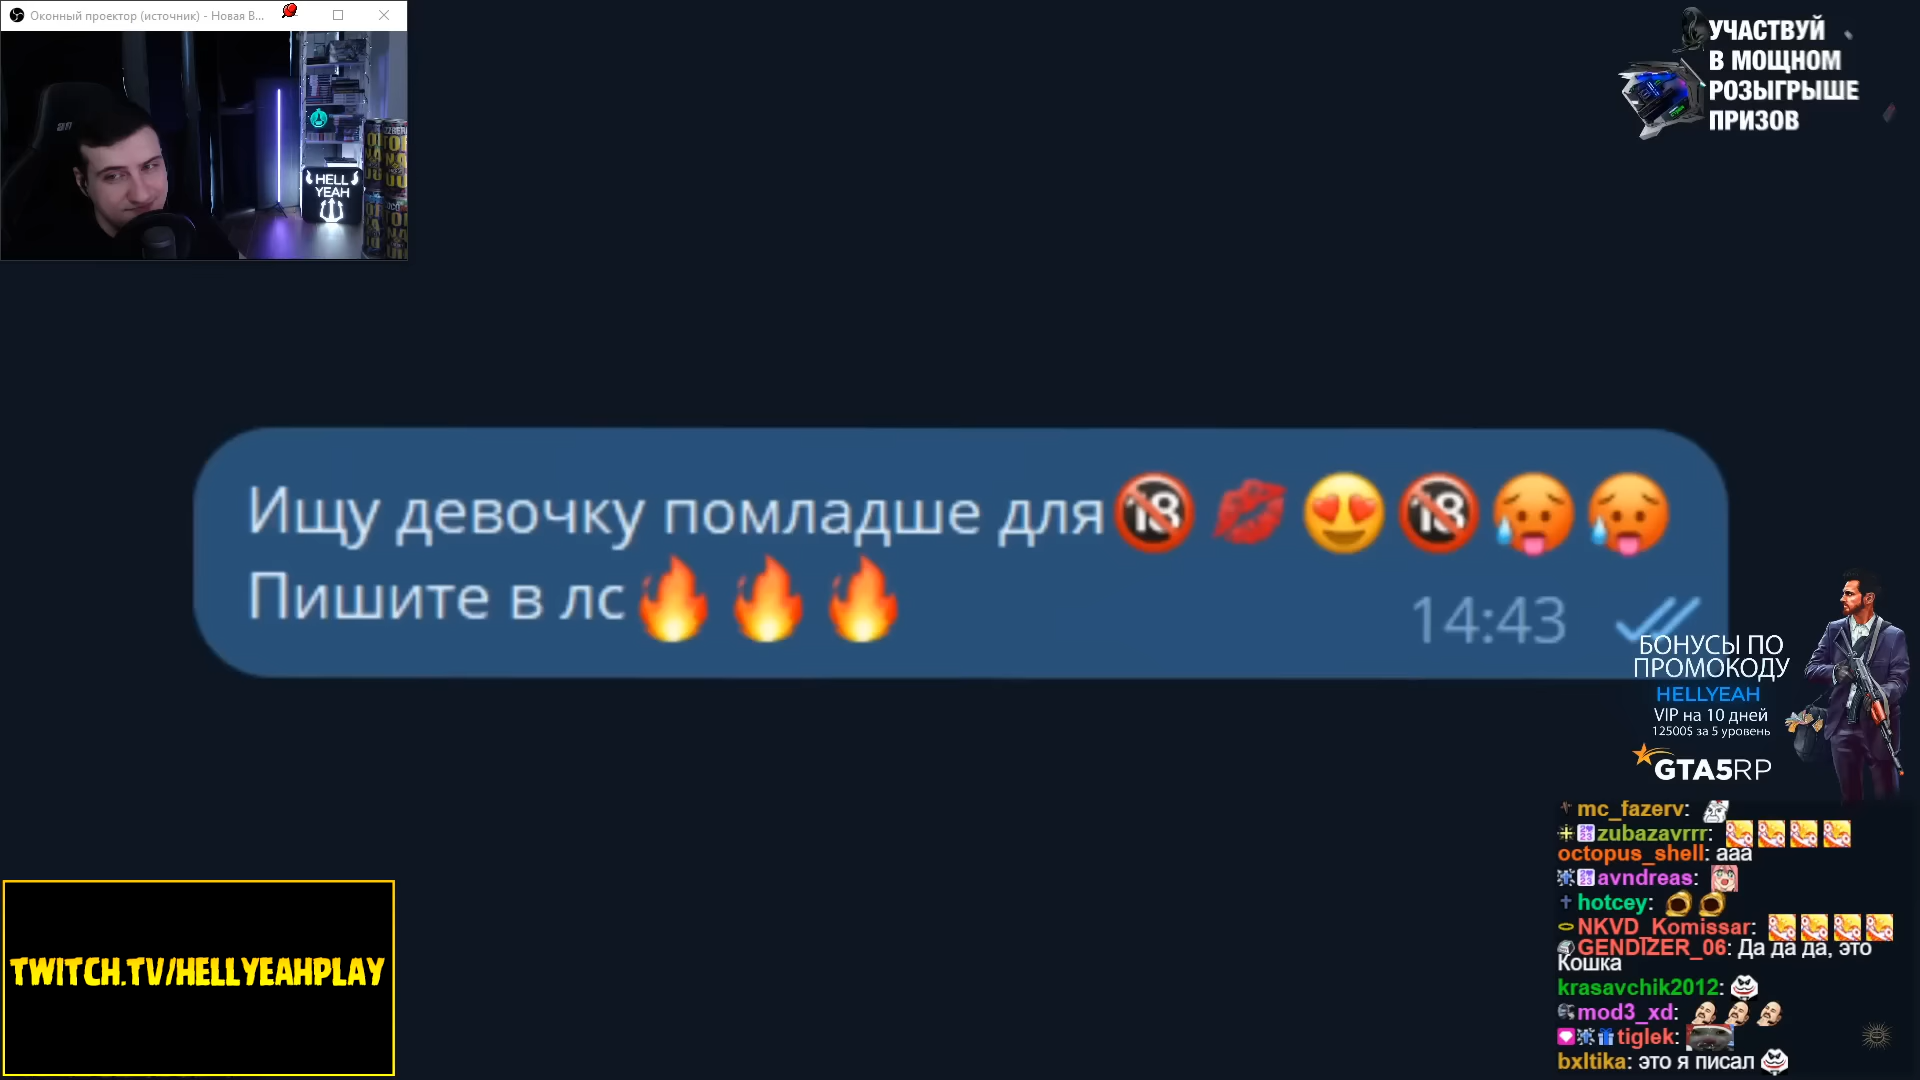 Оконный проектор (источник) - Новая В...
an
HELL
YEAH
УЧАСТВУЙ
В МОЩНОМ
РОЗЫГРЫШЕ
ПРИЗОВ
Ищу девочку помладше для🔞 💋 😍 🔞 🥵 🥵
Пишите в лс🔥 🔥 🔥
14:43
БОНУСЫ ПО
ПРОМОКОДУ
HELLYEAH
VIP на 10 дней
12500$ за 5 уровень
GTA5RP
mc_fazerv:
zubazavrrr:
octopus_shell: aaa
avndreas:
hotcey:
NKVD_Komissar:
GENDIZER_06: Да да да, это
Кошка
krasavchik2012:
mod3_xd:
tiglek:
bxltika: это я писал
TWITCH.TV/HELLYEAHPLAY